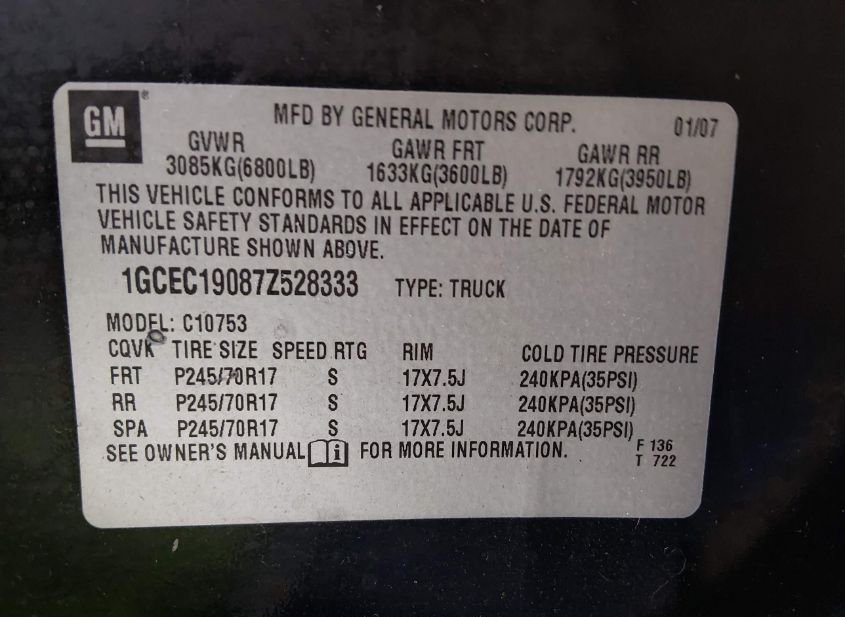 GM® MFD BY GENERAL MOTORS CORP. 01/07
GVWR GAWR FRT GAWR RR
3085KG(6800LB) 1633KG(3600LB) 1792KG(3950LB)
THIS VEHICLE CONFORMS TO ALL APPLICABLE U.S. FEDERAL MOTOR
VEHICLE SAFETY STANDARDS IN EFFECT ON THE DATE OF
MANUFACTURE SHOWN ABOVE.
1GCEC19087Z528333 TYPE: TRUCK
MODEL: C10753
CQVK TIRE SIZE SPEED RTG RIM COLD TIRE PRESSURE
FRT P245/70R17 S 17X7.5J 240KPA(35PSI)
RR P245/70R17 S 17X7.5J 240KPA(35PSI)
SPA P245/70R17 S 17X7.5J 240KPA(35PSI)
SEE OWNER'S MANUAL i FOR MORE INFORMATION. F 136
T 722